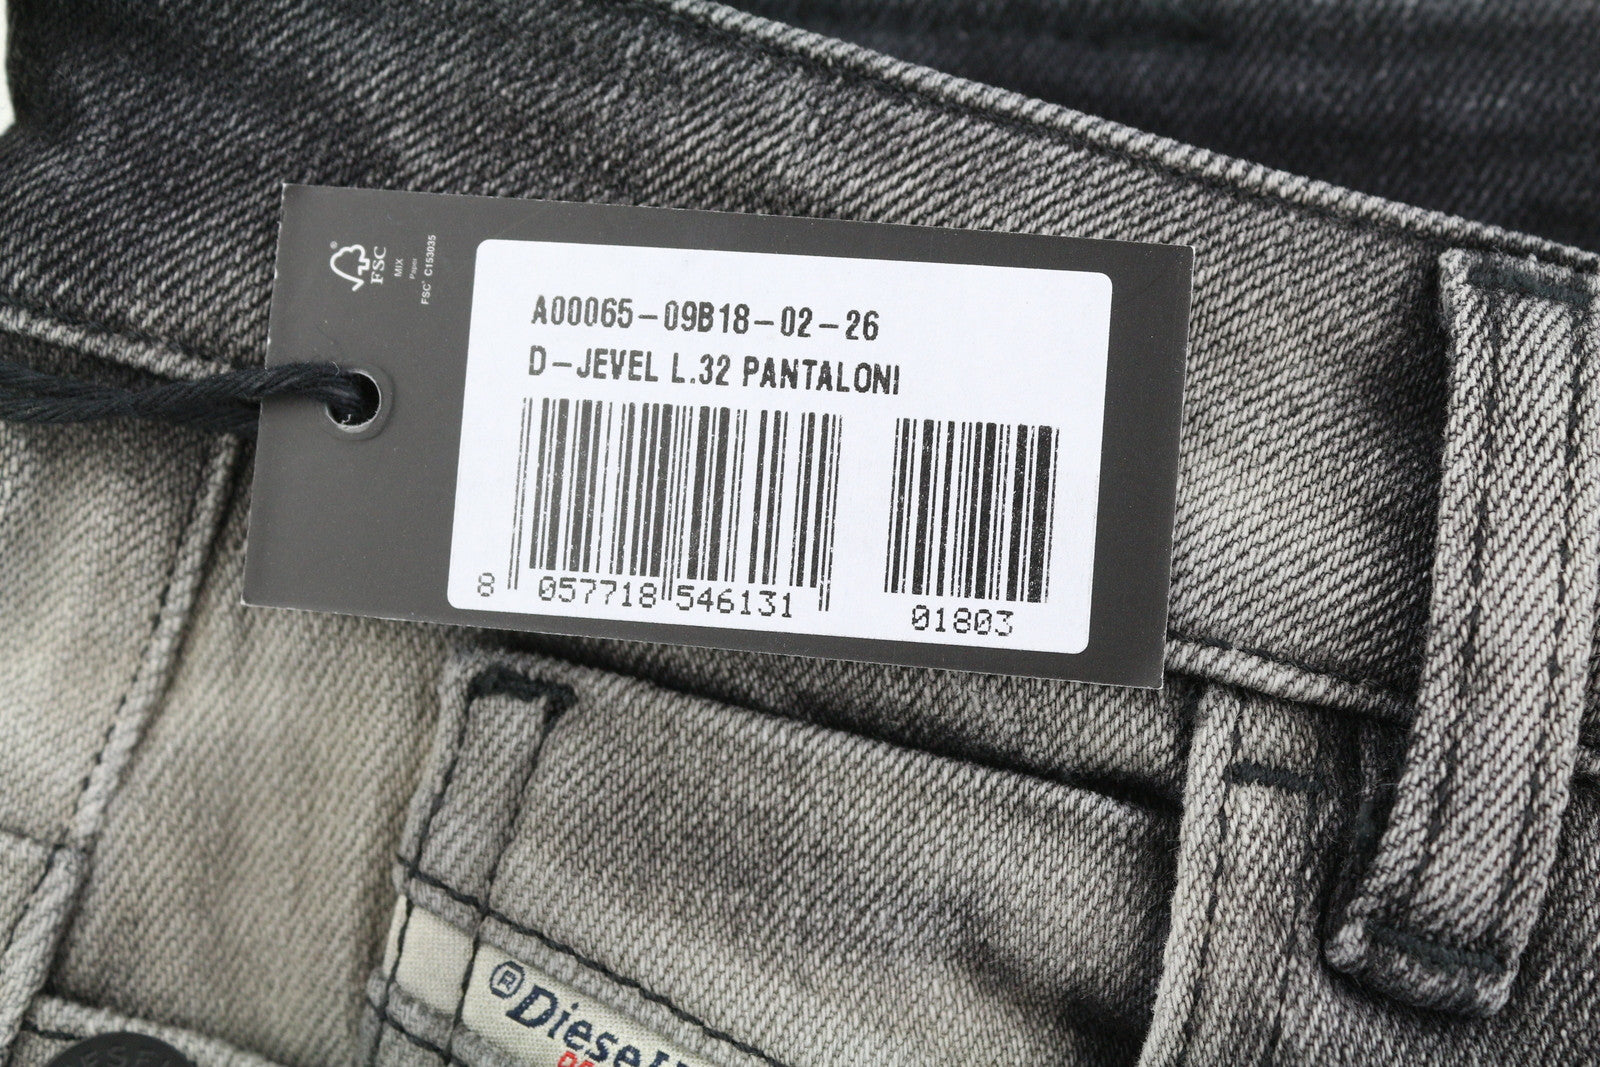 FSC®
MIX
Paper
FSC® C153035
A00065-09B18-02-26
D-JEVEL L.32 PANTALONI
8 057718 546131
01803
®Diesel